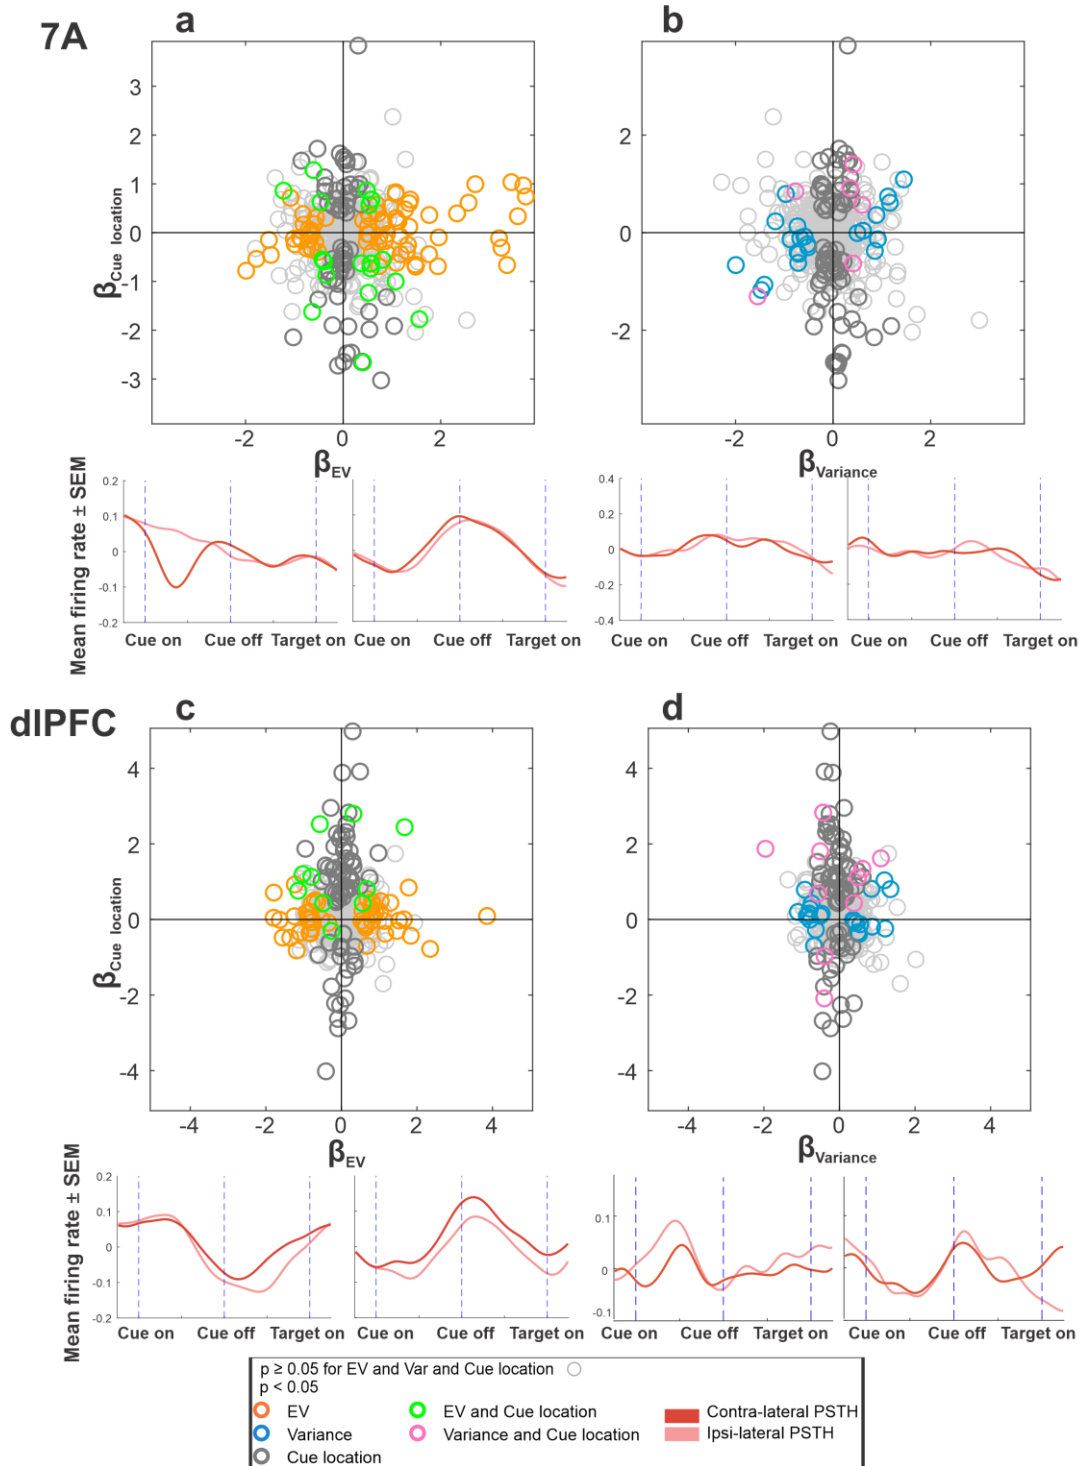 7A
a
b
3
2
1
0
-1
-2
-3
β Cue location
-2
0
2
β EV
2
1
0
-2
-2
0
2
β Variance
Mean firing rate ± SEM
0.2
0.1
0
-0.1
-0.2
Cue on
Cue off
Target on
Cue on
Cue off
Target on
0.4
0.2
0
-0.2
-0.4
Cue on
Cue off
Target on
Cue on
Cue off
Target on
dlPFC
c
d
4
2
0
-2
-4
β Cue location
-4
-2
0
2
4
β EV
4
2
0
-2
-4
-4
-2
0
2
4
β Variance
Mean firing rate ± SEM
0.2
0.1
0
-0.1
-0.2
Cue on
Cue off
Target on
Cue on
Cue off
Target on
0.1
0
-0.1
Cue on
Cue off
Target on
Cue on
Cue off
Target on
p ≥ 0.05 for EV and Var and Cue location
p < 0.05
EV
EV and Cue location
Contra-lateral PSTH
Variance
Variance and Cue location
Ipsi-lateral PSTH
Cue location